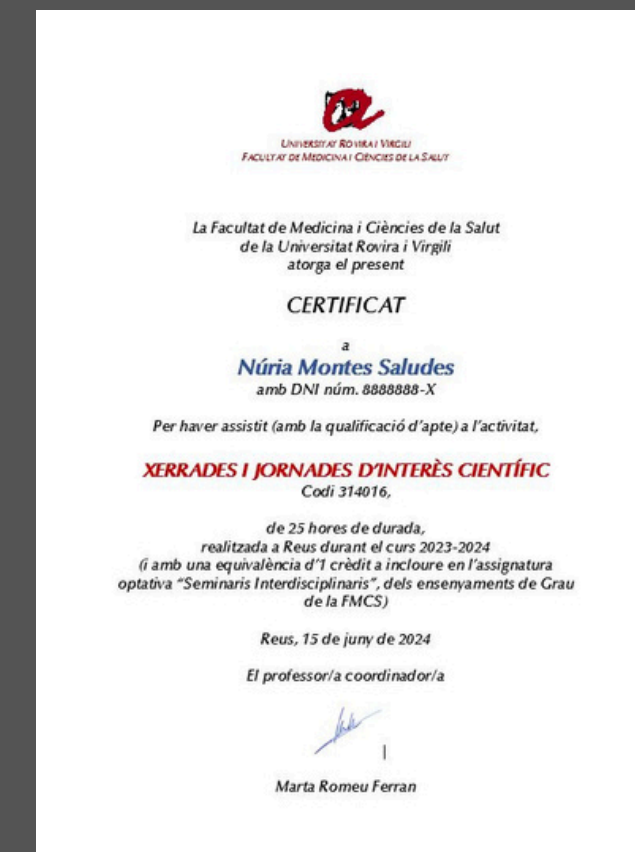 UNIVERSITAT ROVIRA I VIRGILI
FACULTAT DE MEDICINA I CIÈNCIES DE LA SALUT
La Facultat de Medicina i Ciències de la Salut
de la Universitat Rovira i Virgili
atorga el present
CERTIFICAT
a
Núria Montes Saludes
amb DNI núm. 8888888-X
Per haver assistit (amb la qualificació d'apte) a l'activitat,
XERRADES I JORNADES D'INTERÈS CIENTÍFIC
Codi 314016,
de 25 hores de durada,
realitzada a Reus durant el curs 2023-2024
(i amb una equivalència d'1 crèdit a incloure en l'assignatura
optativa "Seminaris Interdisciplinaris", dels ensenyaments de Grau
de la FMCS)
Reus, 15 de juny de 2024
El professor/a coordinador/a
Marta Romeu Ferran